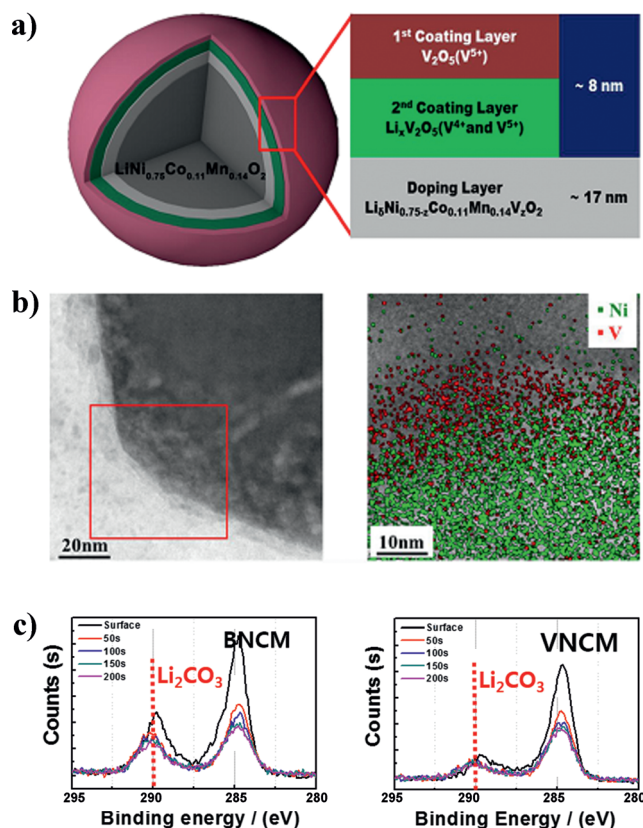 a)
LiNi0.75Co0.11Mn0.14O2
1st Coating Layer
V2O5(V5+)
~ 8 nm
2nd Coating Layer
LixV2O5(V4+and V5+)
Doping Layer
LiδNi0.75-zCo0.11Mn0.14VzO2
~ 17 nm
b)
20nm
Ni
V
10nm
c)
Counts (s)
Surface
50s
100s
150s
200s
BNCM
Li2CO3
295 290 285 280
Binding energy / (eV)
Counts (s)
Surface
50s
100s
150s
200s
VNCM
Li2CO3
295 290 285 280
Binding Energy / (eV)